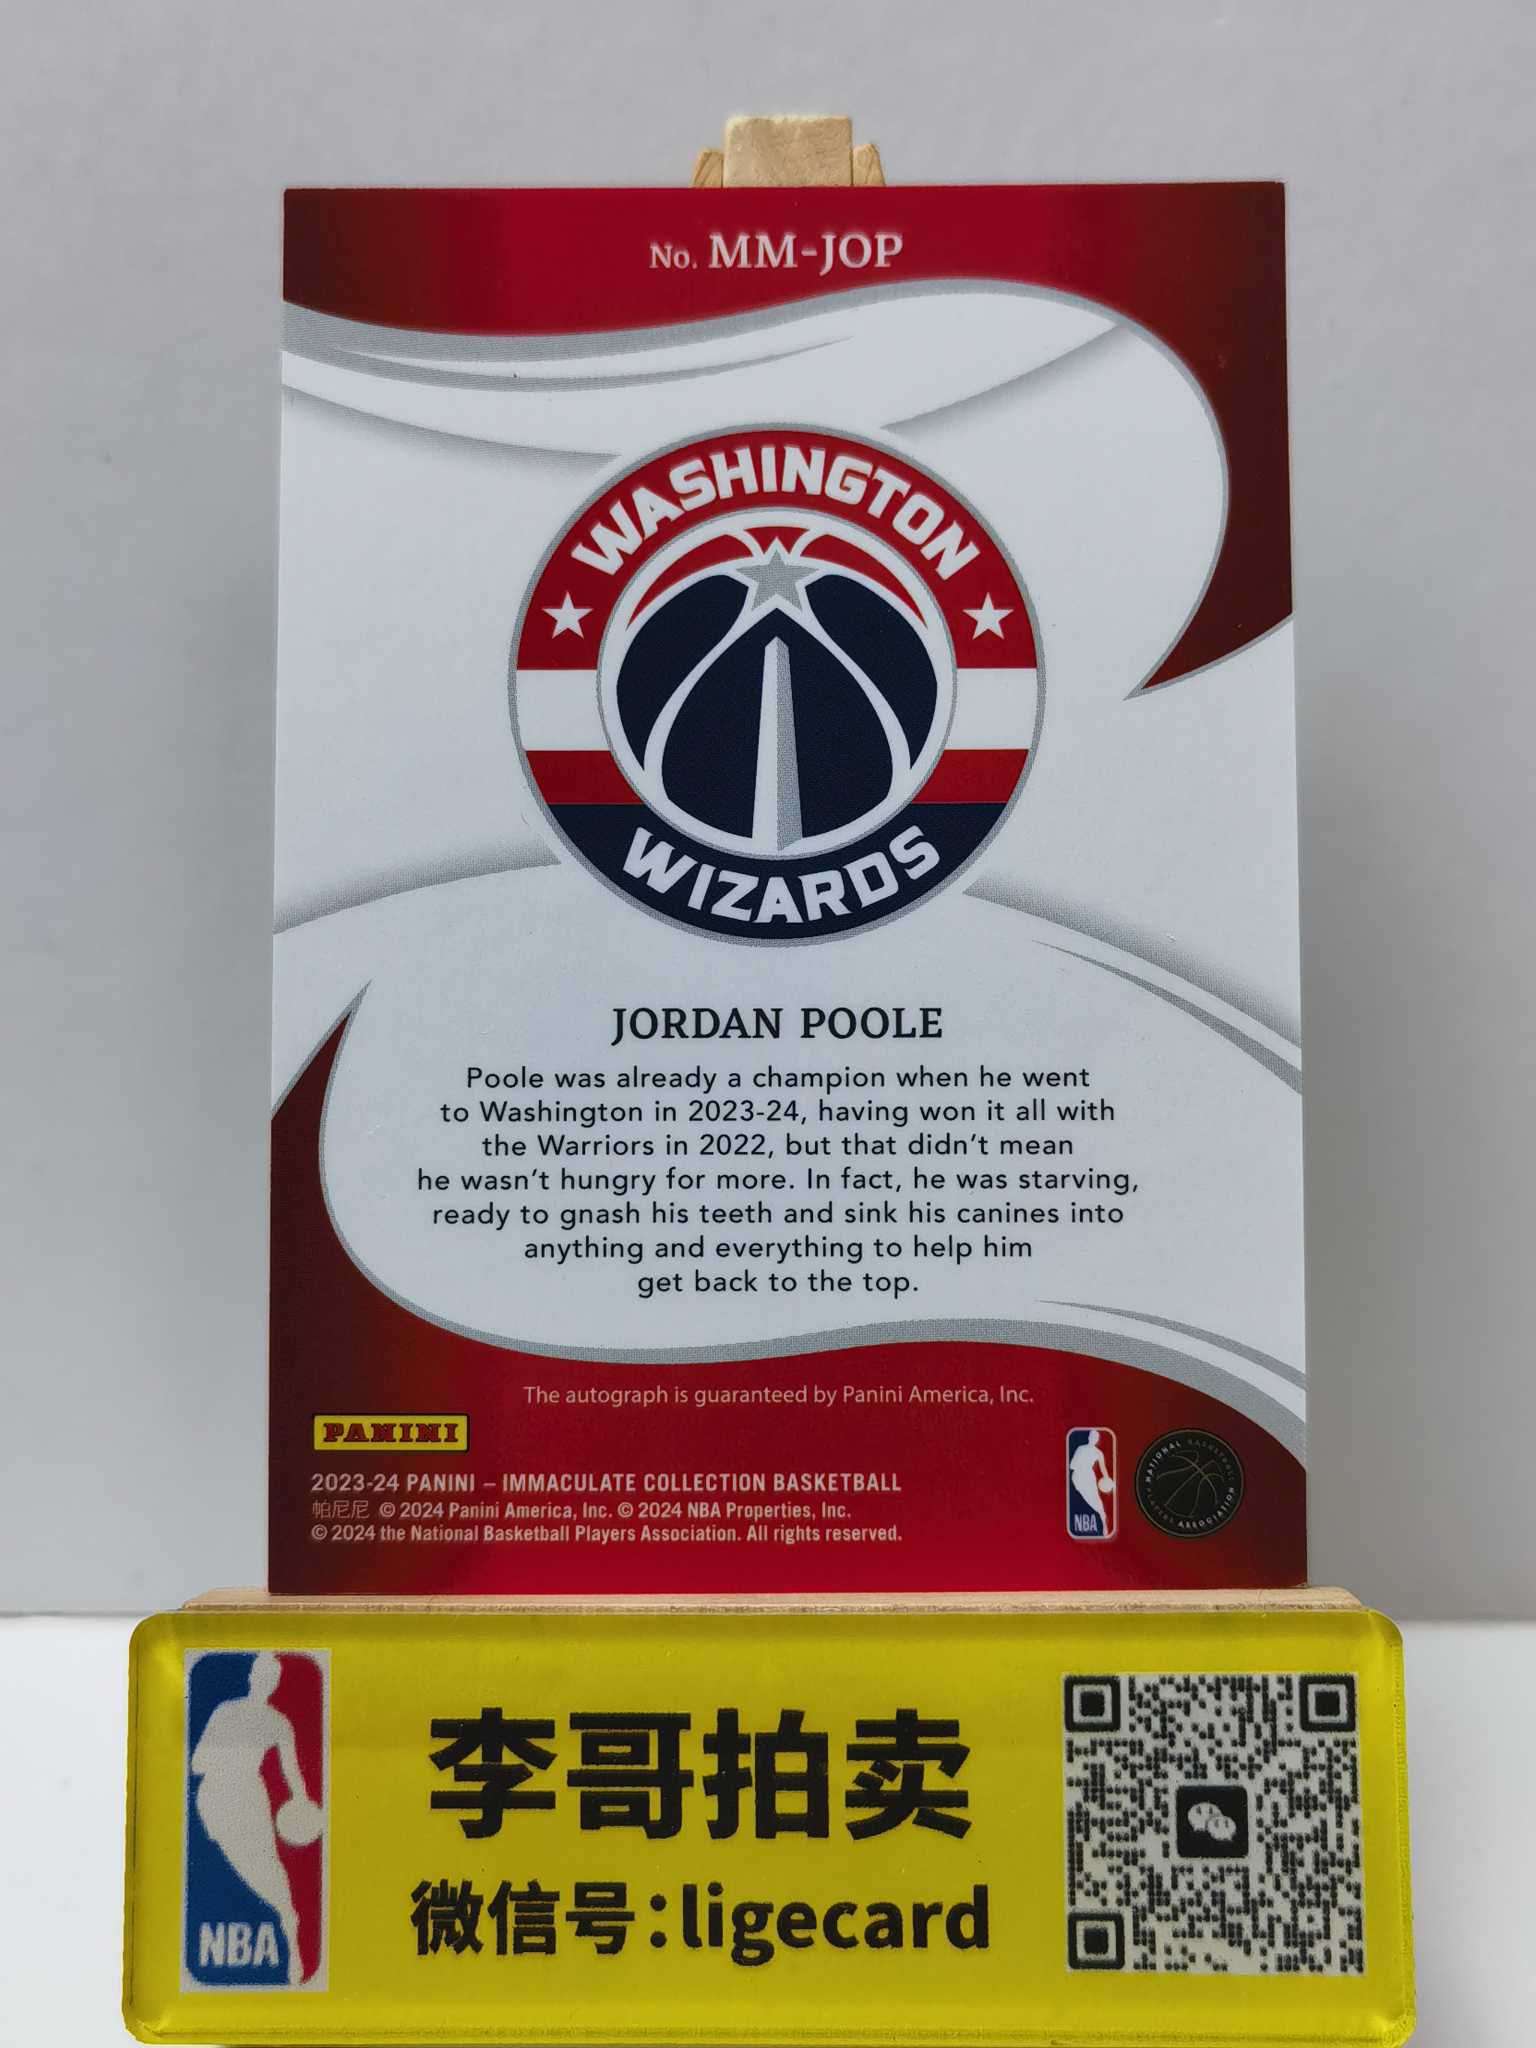 No. MM-JOP
WASHINGTON
WIZARDS
JORDAN POOLE
Poole was already a champion when he went
to Washington in 2023-24, having won it all with
the Warriors in 2022, but that didn't mean
he wasn't hungry for more. In fact, he was starving,
ready to gnash his teeth and sink his canines into
anything and everything to help him
get back to the top.
The autograph is guaranteed by Panini America, Inc.
PANINI
2023-24 PANINI – IMMACULATE COLLECTION BASKETBALL
帕尼尼 © 2024 Panini America, Inc. © 2024 NBA Properties, Inc.
© 2024 the National Basketball Players Association. All rights reserved.
NBA
NATIONAL BASKETBALL
PLAYERS ASSOCIATION
李哥拍卖
微信号:ligecard
NBA